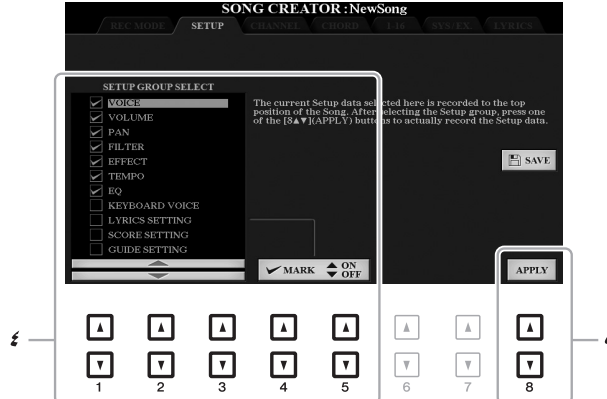 SONG CREATOR : NewSong
REC MODE SETUP CHANNEL CHORD 1-16 SYS/EX. LYRICS
SETUP GROUP SELECT
VOICE
VOLUME
PAN
FILTER
EFFECT
TEMPO
EQ
KEYBOARD VOICE
LYRICS SETTING
SCORE SETTING
GUIDE SETTING
The current Setup data selected here is recorded to the top
position of the Song. After selecting the Setup group, press one
of the [8▲▼](APPLY) buttons to actually record the Setup data.
SAVE
MARK ON
OFF
APPLY
1 2 3 4 5 6 7 8